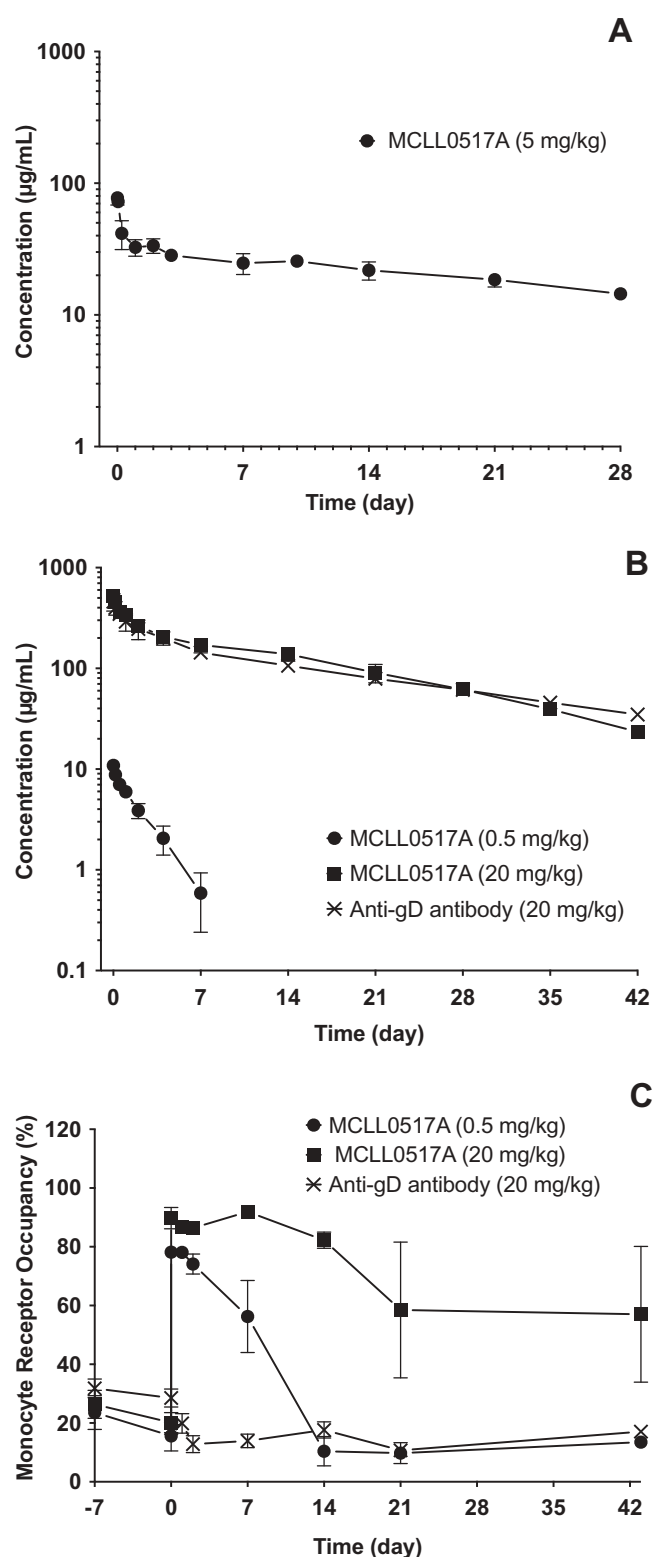 A
1000
100
10
1
Concentration (µg/mL)
MCLL0517A (5 mg/kg)
0 7 14 21 28
Time (day)
B
1000
100
10
1
0.1
Concentration (µg/mL)
MCLL0517A (0.5 mg/kg)
MCLL0517A (20 mg/kg)
Anti-gD antibody (20 mg/kg)
0 7 14 21 28 35 42
Time (day)
C
120
100
80
60
40
20
0
Monocyte Receptor Occupancy (%)
MCLL0517A (0.5 mg/kg)
MCLL0517A (20 mg/kg)
Anti-gD antibody (20 mg/kg)
-7 0 7 14 21 28 35 42
Time (day)